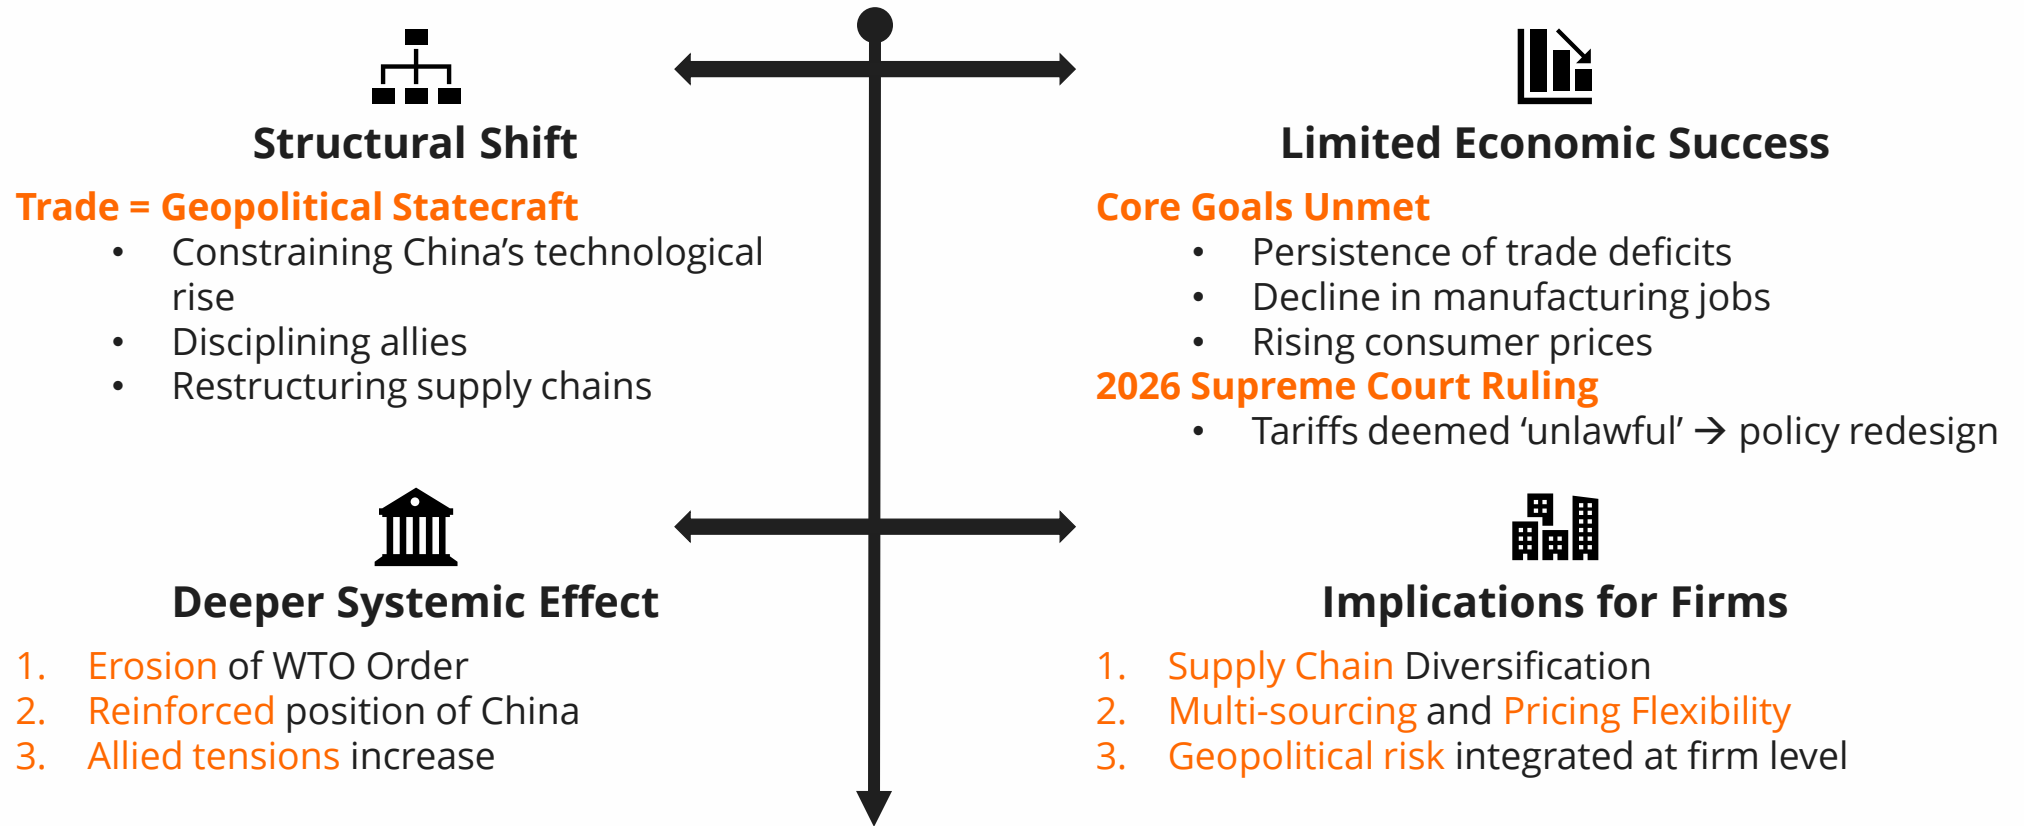 Structural Shift
Trade = Geopolitical Statecraft
• Constraining China’s technological
rise
• Disciplining allies
• Restructuring supply chains
Limited Economic Success
Core Goals Unmet
• Persistence of trade deficits
• Decline in manufacturing jobs
• Rising consumer prices
2026 Supreme Court Ruling
• Tariffs deemed ‘unlawful’ → policy redesign
Deeper Systemic Effect
1. Erosion of WTO Order
2. Reinforced position of China
3. Allied tensions increase
Implications for Firms
1. Supply Chain Diversification
2. Multi-sourcing and Pricing Flexibility
3. Geopolitical risk integrated at firm level